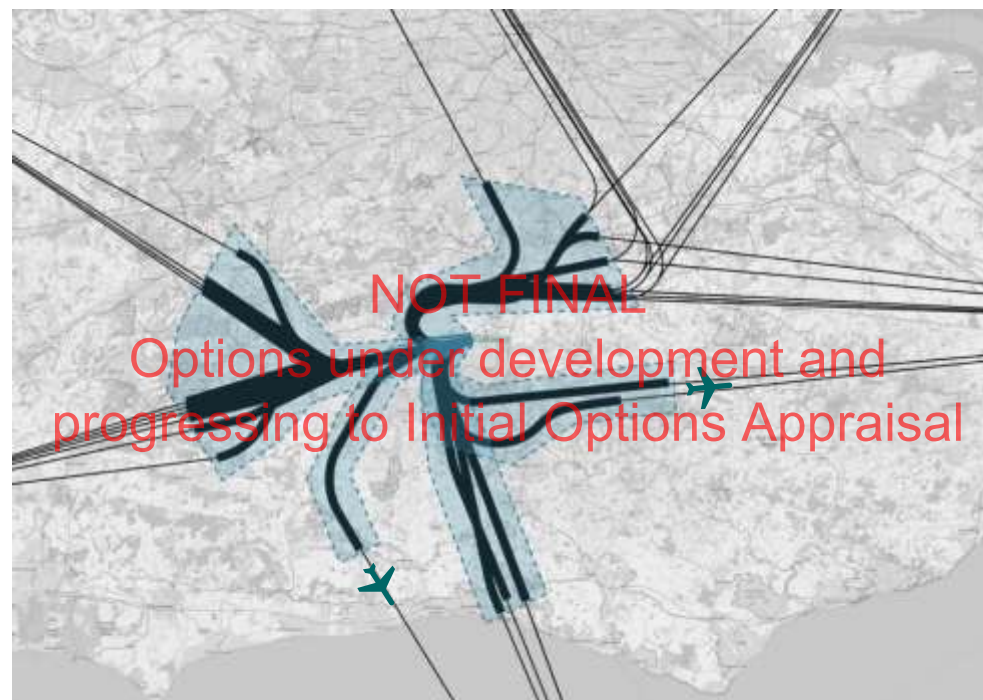 NOT FINAL
Options under development and
progressing to Initial Options Appraisal